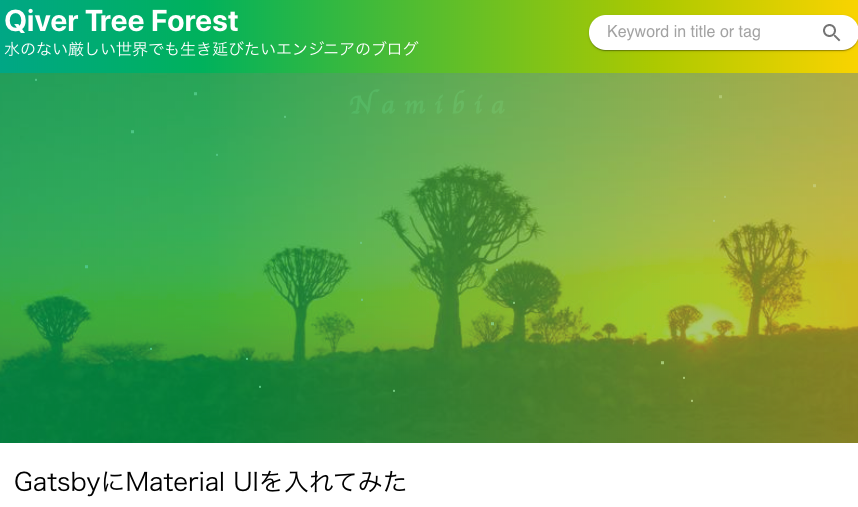 Qiver Tree Forest
水のない厳しい世界でも生き延びたいエンジニアのブログ
Keyword in title or tag
Namibia
GatsbyにMaterial UIを入れてみた